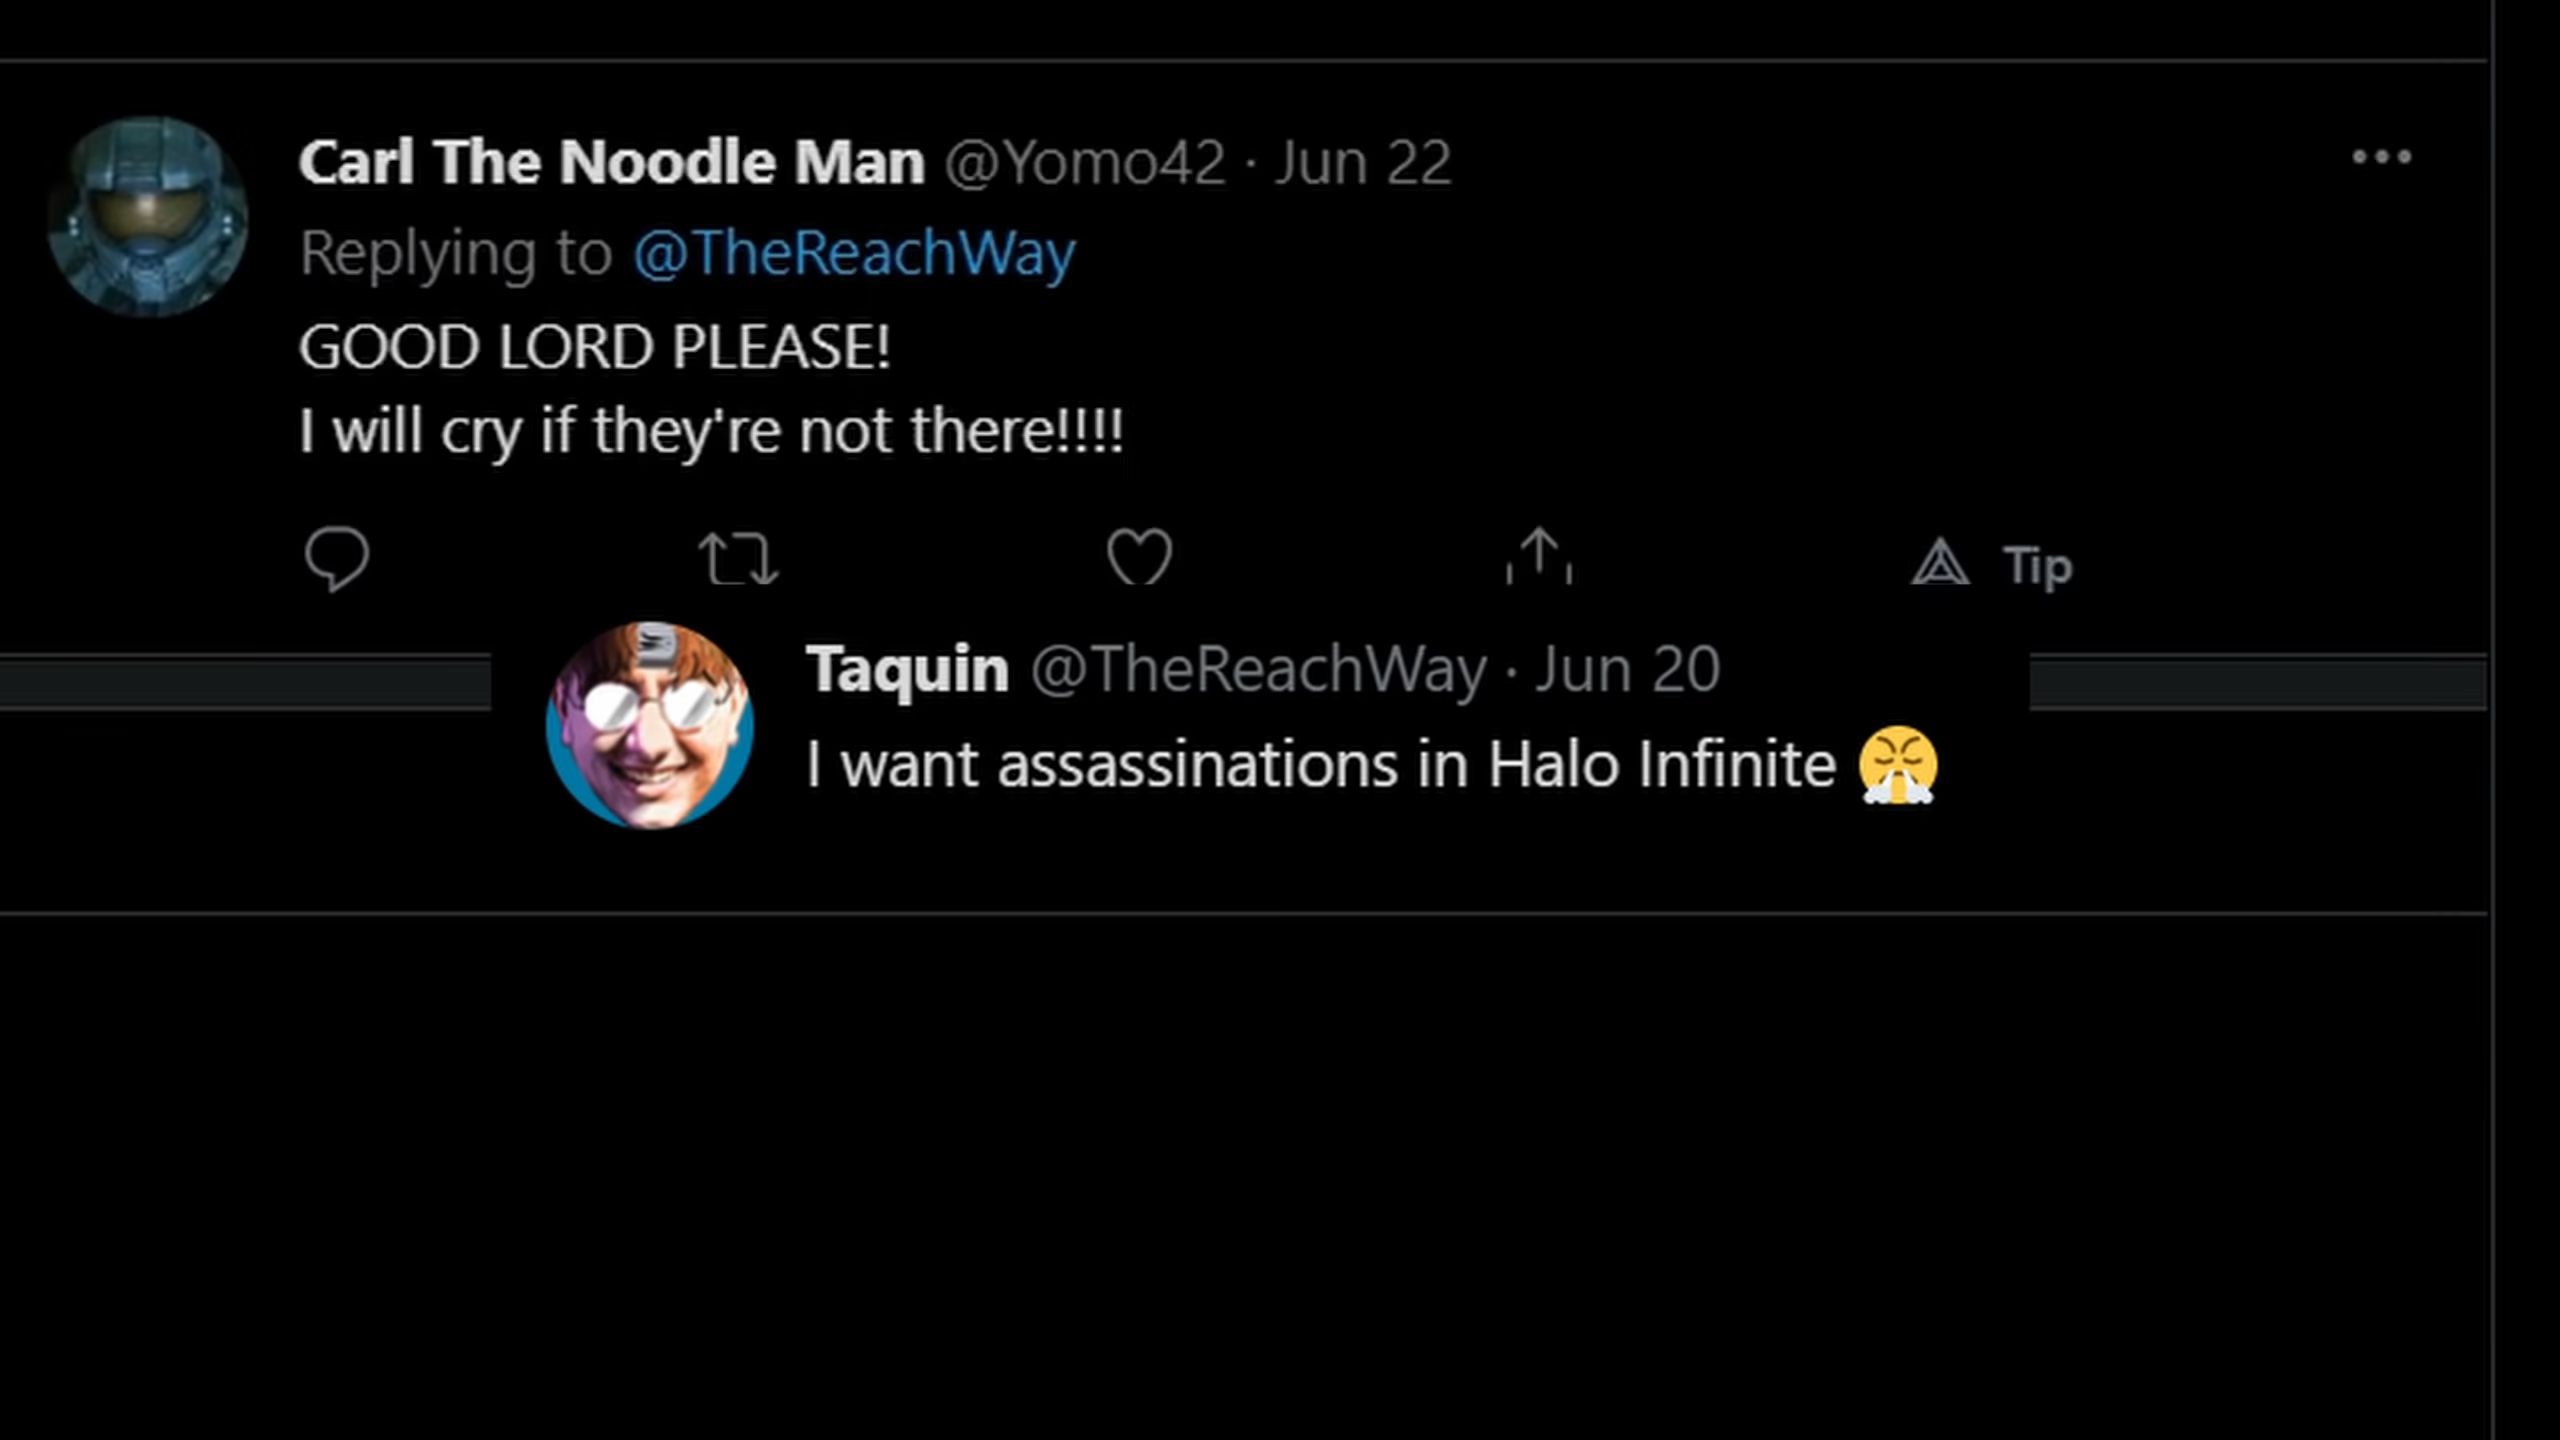 Carl The Noodle Man @Yomo42 · Jun 22
Replying to @TheReachWay
GOOD LORD PLEASE!
I will cry if they're not there!!!!
Tip
Taquin @TheReachWay · Jun 20
I want assassinations in Halo Infinite 😤